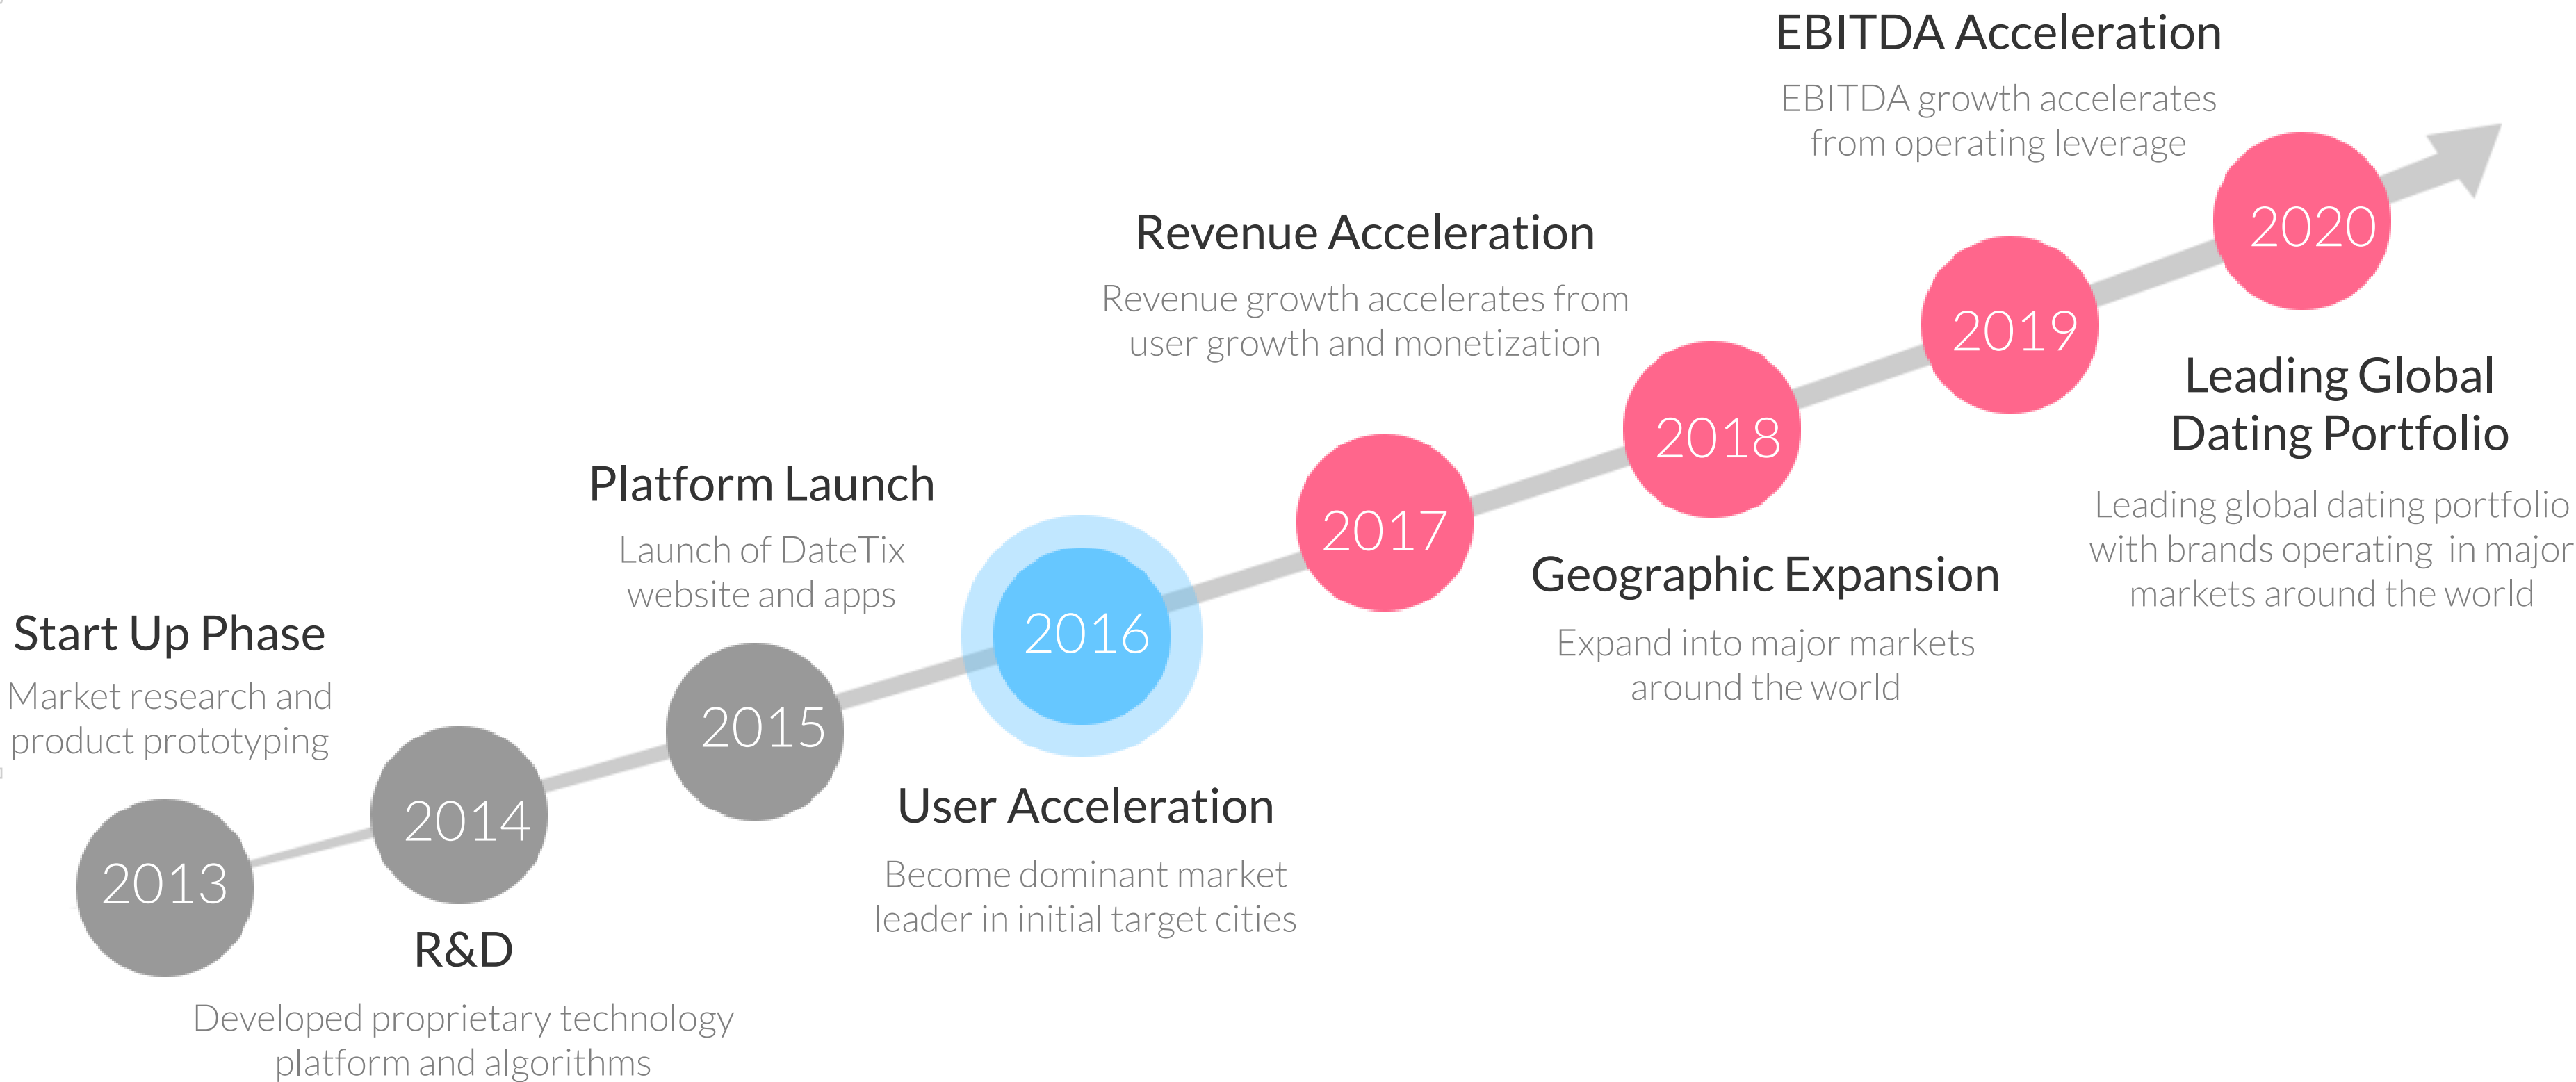 Start Up Phase
Market research and
product prototyping
2013
2014
R&D
Developed proprietary technology
platform and algorithms
Platform Launch
Launch of DateTix
website and apps
2015
2016
User Acceleration
Become dominant market
leader in initial target cities
Revenue Acceleration
Revenue growth accelerates from
user growth and monetization
2017
2018
Geographic Expansion
Expand into major markets
around the world
EBITDA Acceleration
EBITDA growth accelerates
from operating leverage
2019
2020
Leading Global
Dating Portfolio
Leading global dating portfolio
with brands operating in major
markets around the world